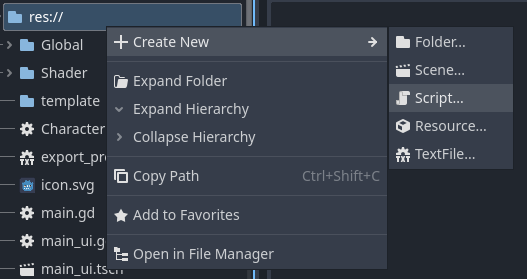 res://
Global
Shader
template
Character
export_pr
icon.svg
main.gd
main_ui.g
main_ui.tscn
Create New
Expand Folder
Expand Hierarchy
Collapse Hierarchy
Copy Path Ctrl+Shift+C
Add to Favorites
Open in File Manager
Folder...
Scene...
Script...
Resource...
TextFile...